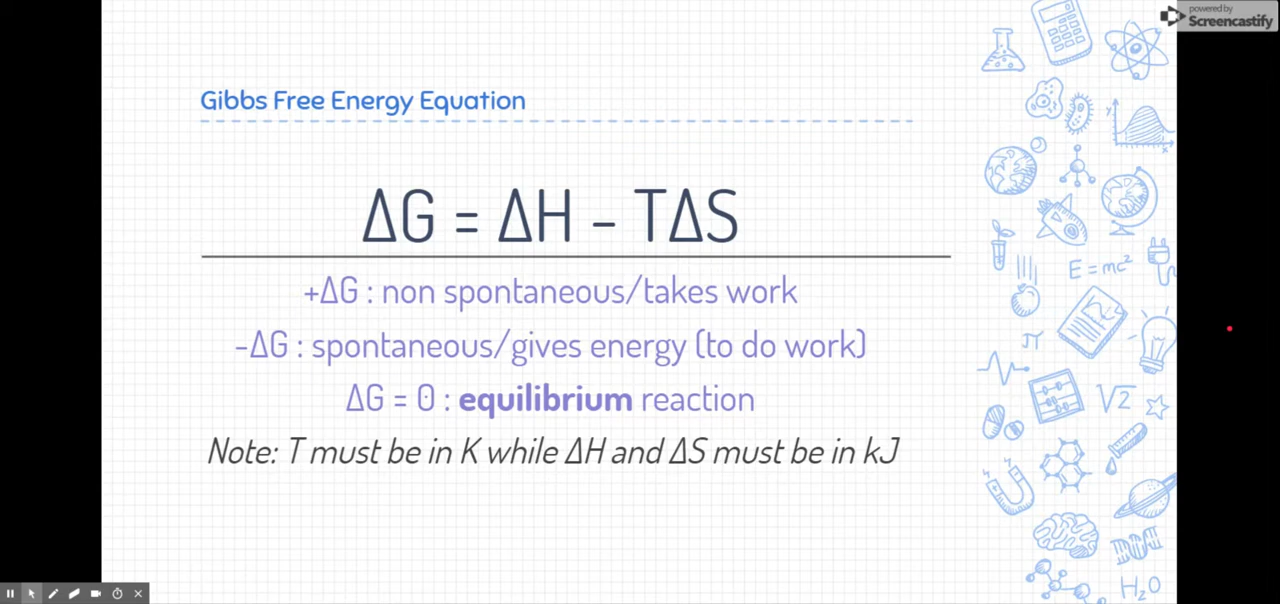 powered by
Screencastify
Gibbs Free Energy Equation
ΔG = ΔH – TΔS
+ΔG : non spontaneous/takes work
-ΔG : spontaneous/gives energy (to do work)
ΔG = 0 : equilibrium reaction
Note: T must be in K while ΔH and ΔS must be in kJ
y
x
E = mc²
π
√2
H₂O